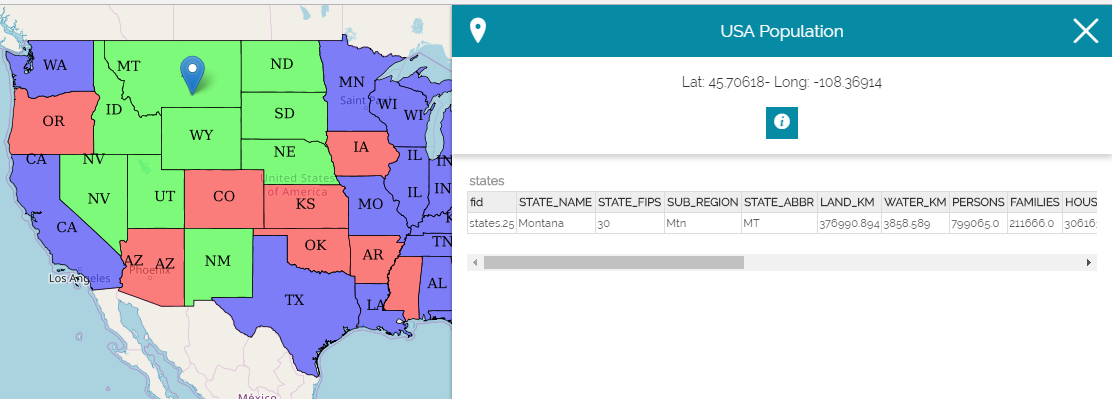 WA
MT
ND
MN
OR
ID
SD
Saint Pa
WI
WI
WY
CA
NV
NE
IA
IL
IN
NV
UT
CO
United States
of America
KS
MO
IL
IN
CA
OK
TN
AZ
AZ
Phoenix
NM
AR
Los Angeles
TX
LA
AL
México
USA Population
Lat: 45.70618- Long: -108.36914
states
fid STATE_NAME STATE_FIPS SUB_REGION STATE_ABBR LAND_KM WATER_KM PERSONS FAMILIES HOUS
states.25 Montana 30 Mtn MT 376990.894 3858.589 799065.0 211666.0 30616